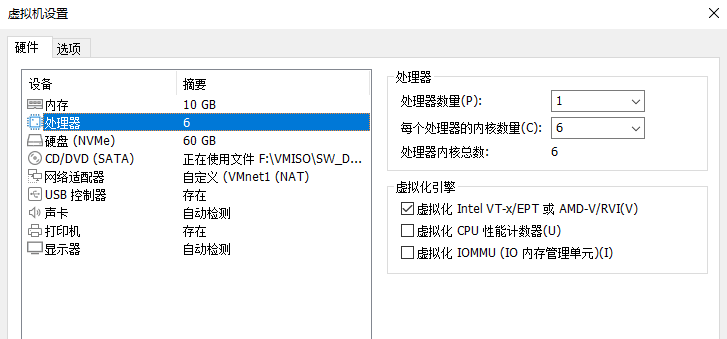 虚拟机设置
硬件 选项
设备 摘要
内存 10 GB
处理器 6
硬盘 (NVMe) 60 GB
CD/DVD (SATA) 正在使用文件 F:\VMISO\SW_D...
网络适配器 自定义 (VMnet1 (NAT)
USB 控制器 存在
声卡 自动检测
打印机 存在
显示器 自动检测
处理器
处理器数量(P): 1
每个处理器的内核数量(C): 6
处理器内核总数: 6
虚拟化引擎
虚拟化 Intel VT-x/EPT 或 AMD-V/RVI(V)
虚拟化 CPU 性能计数器(U)
虚拟化 IOMMU (IO 内存管理单元)(I)